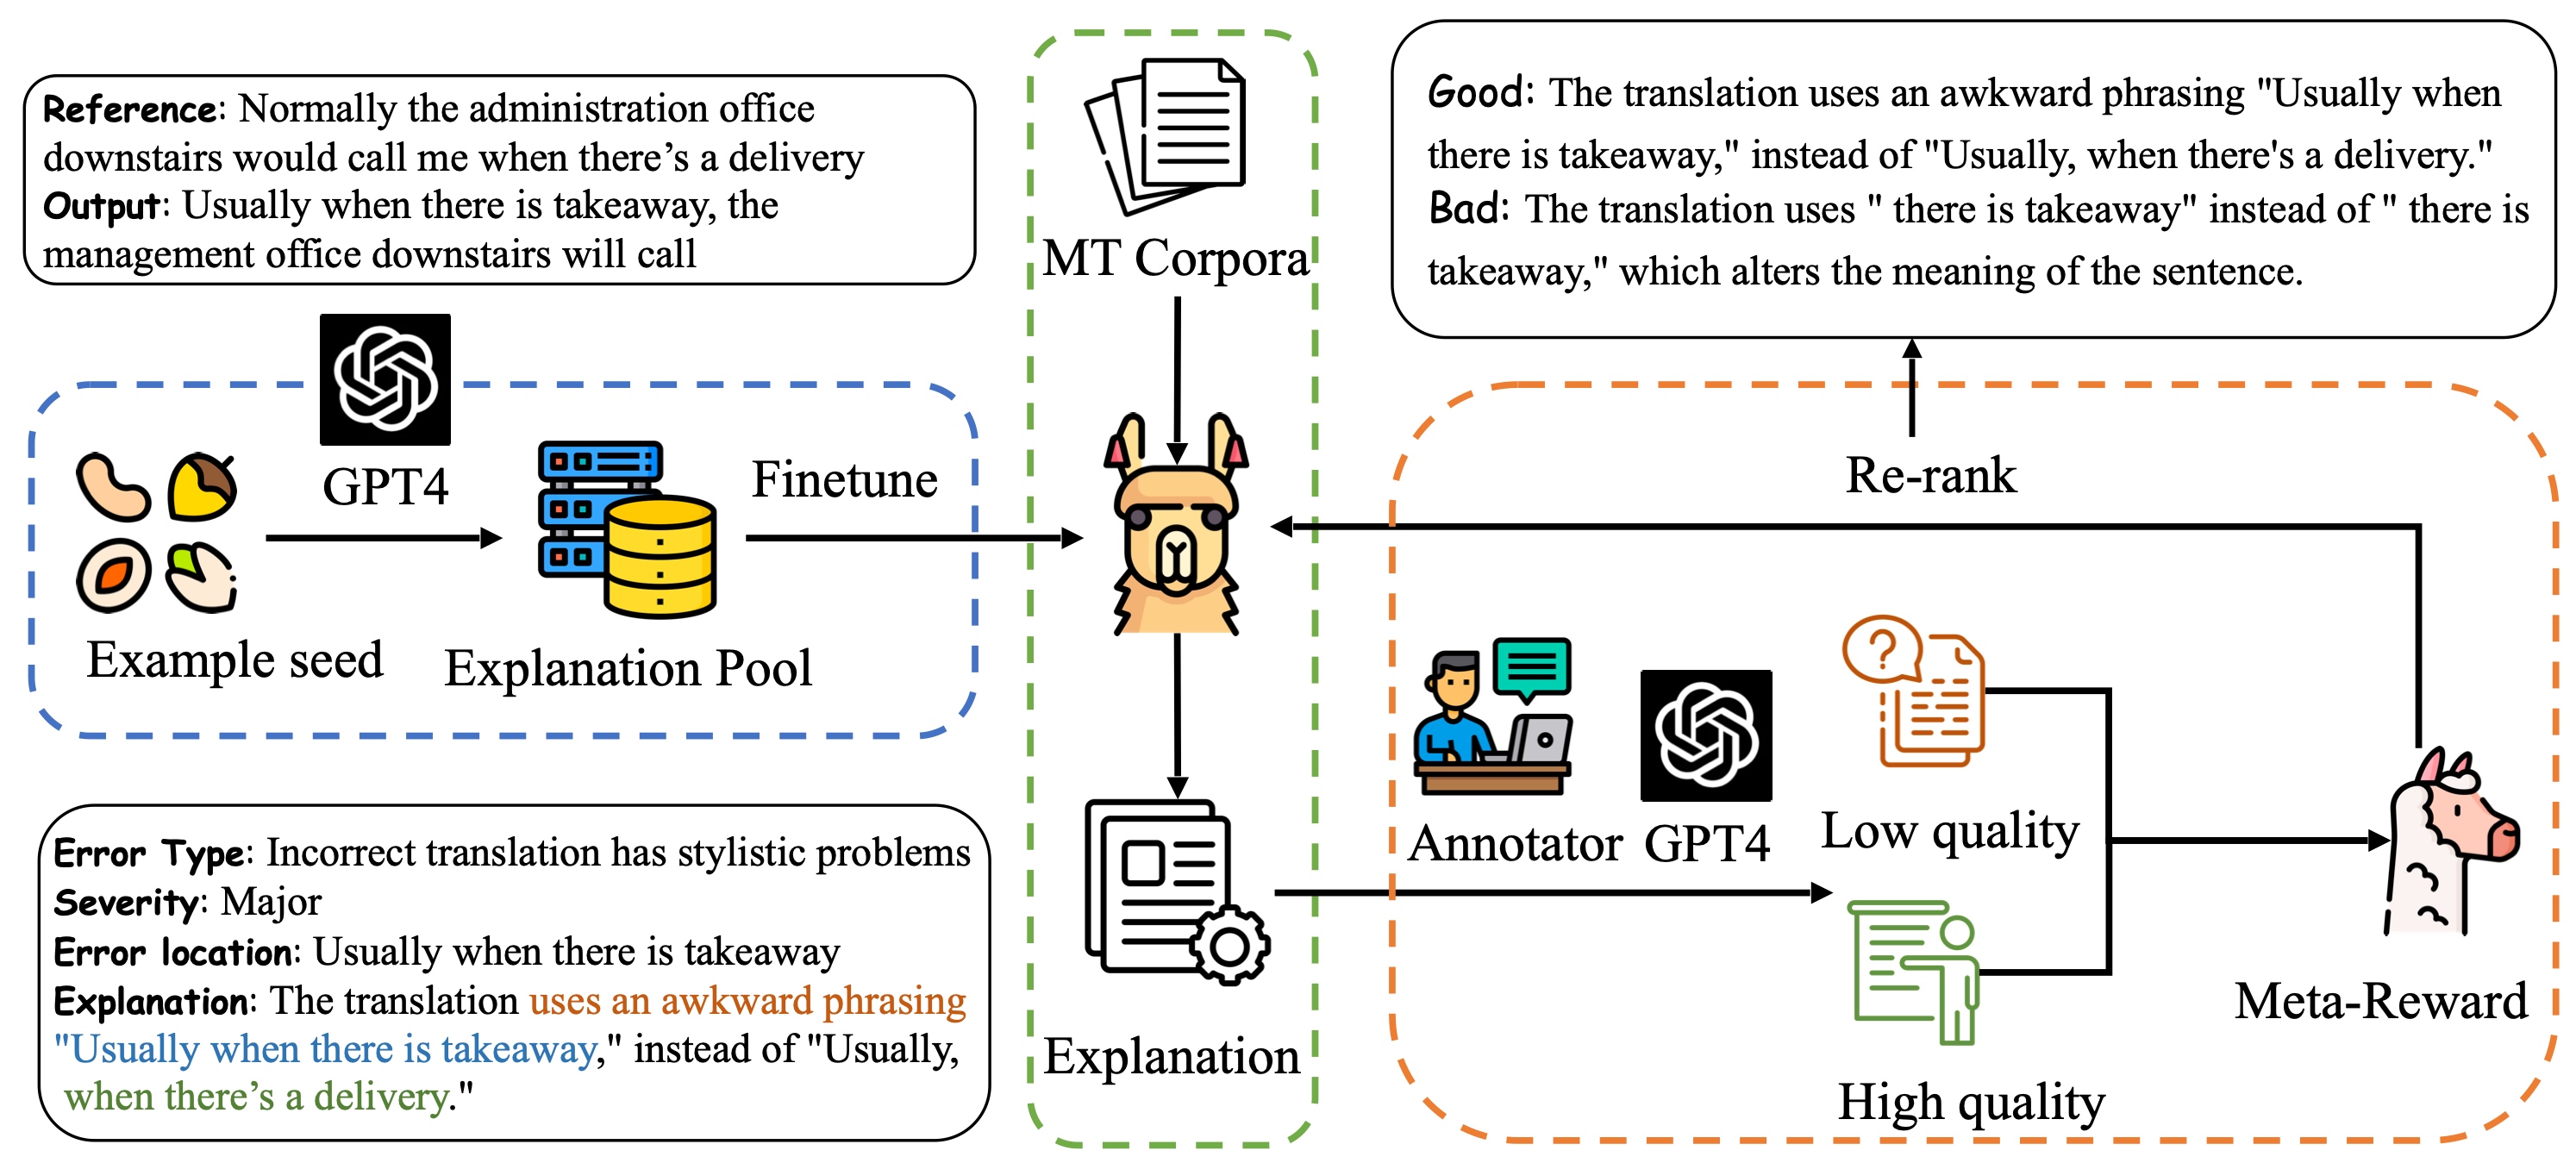 Reference: Normally the administration office
downstairs would call me when there’s a delivery
Output: Usually when there is takeaway, the
management office downstairs will call
GPT4
Example seed
Explanation Pool
Finetune
Error Type: Incorrect translation has stylistic problems
Severity: Major
Error location: Usually when there is takeaway
Explanation: The translation uses an awkward phrasing
"Usually when there is takeaway," instead of "Usually,
when there’s a delivery."
MT Corpora
Explanation
Good: The translation uses an awkward phrasing "Usually when
there is takeaway," instead of "Usually, when there's a delivery."
Bad: The translation uses " there is takeaway" instead of " there is
takeaway," which alters the meaning of the sentence.
Re-rank
Annotator
GPT4
Low quality
High quality
Meta-Reward